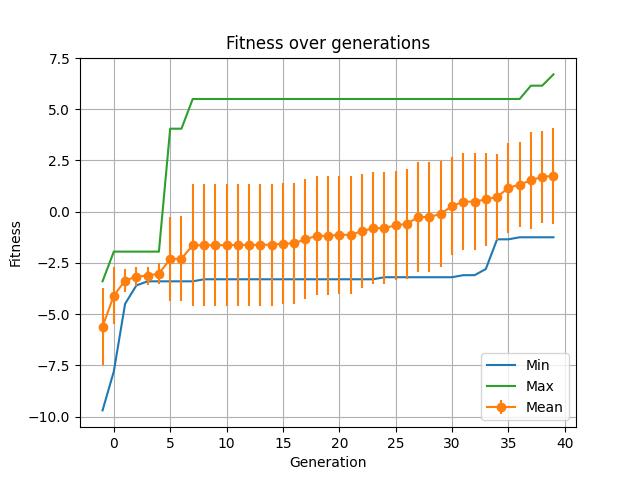 Fitness over generations
7.5
5.0
2.5
0.0
−2.5
−5.0
−7.5
−10.0
Fitness
0 5 10 15 20 25 30 35 40
Generation
Min
Max
Mean